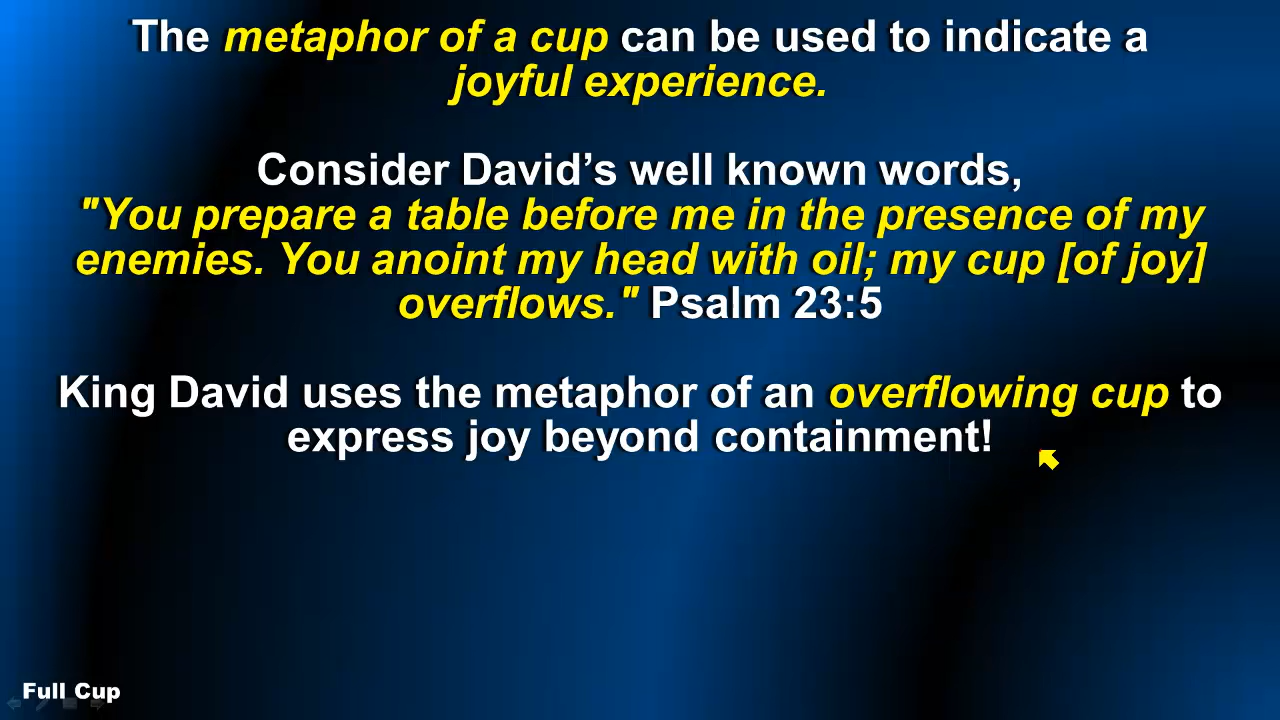 The metaphor of a cup can be used to indicate a
joyful experience.
Consider David’s well known words,
"You prepare a table before me in the presence of my
enemies. You anoint my head with oil; my cup [of joy]
overflows." Psalm 23:5
King David uses the metaphor of an overflowing cup to
express joy beyond containment!
Full Cup